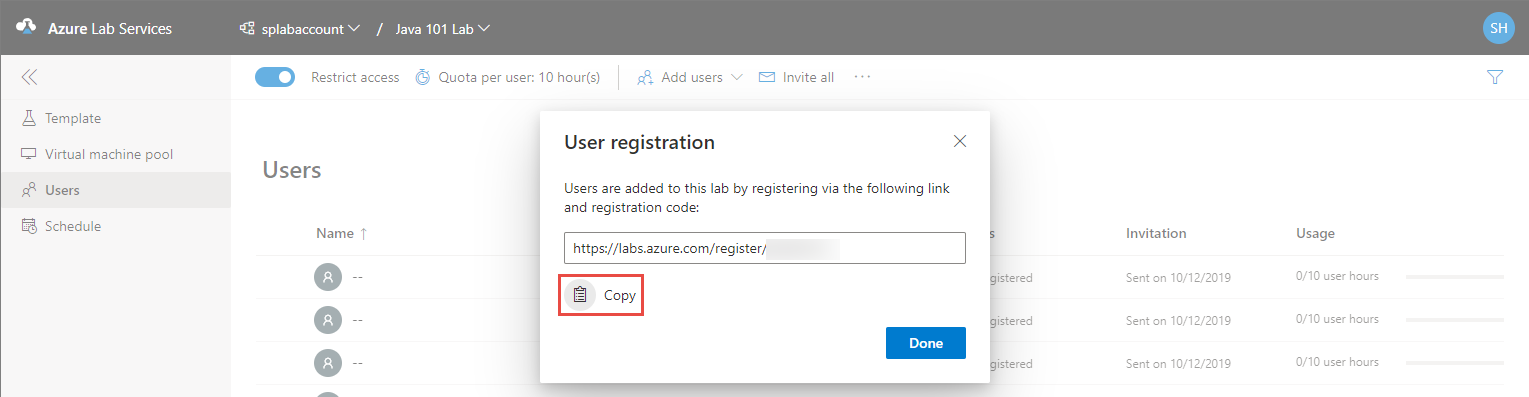 Azure Lab Services
splabaccount / Java 101 Lab
SH
Restrict access
Quota per user: 10 hour(s)
Add users
Invite all
...
Template
Virtual machine pool
Users
Schedule
Users
Name ↑
Invitation
Usage
--
Sent on 10/12/2019
0/10 user hours
--
Sent on 10/12/2019
0/10 user hours
--
Sent on 10/12/2019
0/10 user hours
User registration
Users are added to this lab by registering via the following link
and registration code:
https://labs.azure.com/register/
Copy
Done